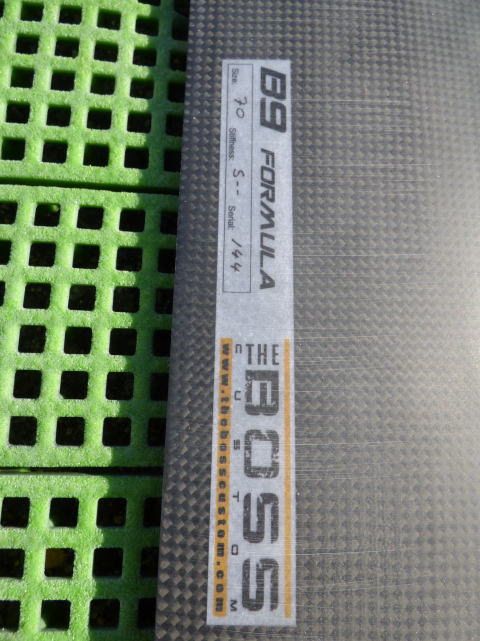 B9 FORMULA
Size: 70 Stiffness: S-- Serial: 144
THE BOSS
CUSTOM
www.thebosscustom.com